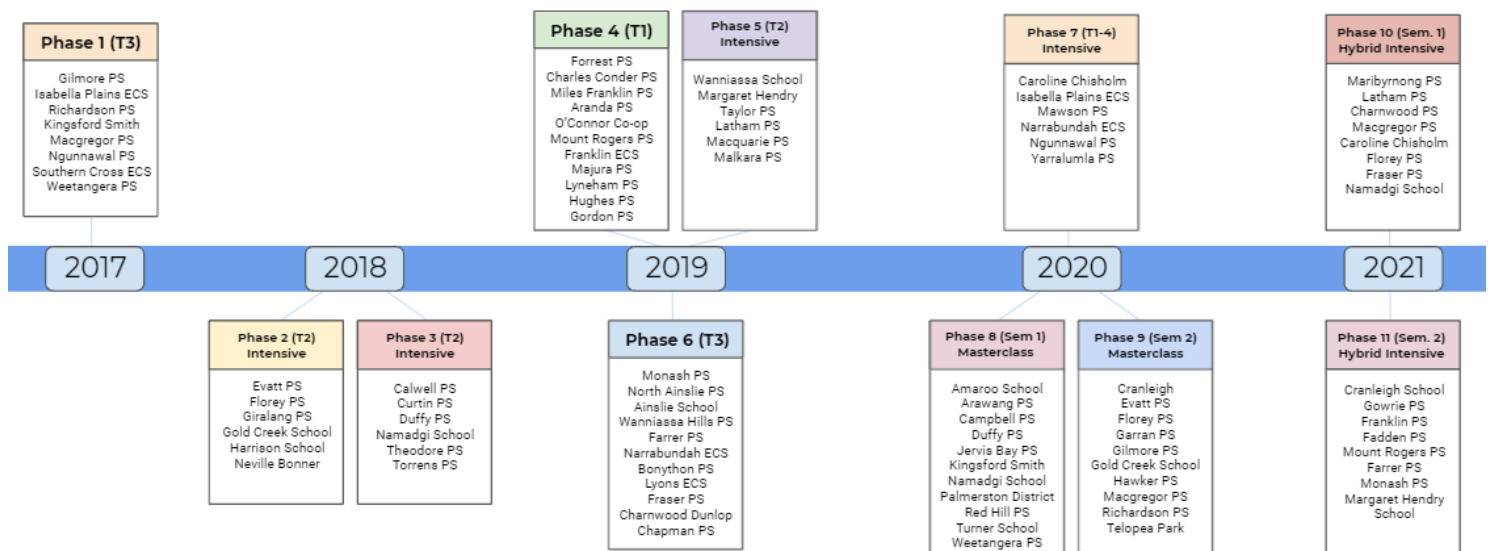 Phase 1 (T3)
Gilmore PS
Isabella Plains ECS
Richardson PS
Kingsford Smith
Macgregor PS
Ngunnawal PS
Southern Cross ECS
Weetangera PS
Phase 4 (T1)
Forrest PS
Charles Conder PS
Miles Franklin PS
Aranda PS
O'Connor Co-op
Mount Rogers PS
Franklin ECS
Majura PS
Lyneham PS
Hughes PS
Gordon PS
Phase 5 (T2)
Intensive
Wanniassa School
Margaret Hendry
Taylor PS
Latham PS
Macquarie PS
Malkara PS
Phase 7 (T1-4)
Intensive
Caroline Chisholm
Isabella Plains ECS
Mawson PS
Narrabundah ECS
Ngunnawal PS
Yarralumla PS
Phase 10 (Sem. 1)
Hybrid Intensive
Maribyrnong PS
Latham PS
Charnwood PS
Macgregor PS
Caroline Chisholm
Florey PS
Fraser PS
Namadgi School
2017
2018
2019
2020
2021
Phase 2 (T2)
Intensive
Evatt PS
Florey PS
Giralang PS
Gold Creek School
Harrison School
Neville Bonner
Phase 3 (T2)
Intensive
Calwell PS
Curtin PS
Duffy PS
Namadgi School
Theodore PS
Torrens PS
Phase 6 (T3)
Monash PS
North Ainslie PS
Ainslie School
Wanniassa Hills PS
Farrer PS
Narrabundah ECS
Bonython PS
Lyons ECS
Fraser PS
Charnwood Dunlop
Chapman PS
Phase 8 (Sem 1)
Masterclass
Amaroo School
Arawang PS
Campbell PS
Duffy PS
Jervis Bay PS
Kingsford Smith
Namadgi School
Palmerston District
Red Hill PS
Turner School
Weetangera PS
Phase 9 (Sem 2)
Masterclass
Cranleigh
Evatt PS
Florey PS
Garran PS
Gilmore PS
Gold Creek School
Hawker PS
Macgregor PS
Richardson PS
Telopea Park
Phase 11 (Sem. 2)
Hybrid Intensive
Cranleigh School
Gowrie PS
Franklin PS
Fadden PS
Mount Rogers PS
Farrer PS
Monash PS
Margaret Hendry
School